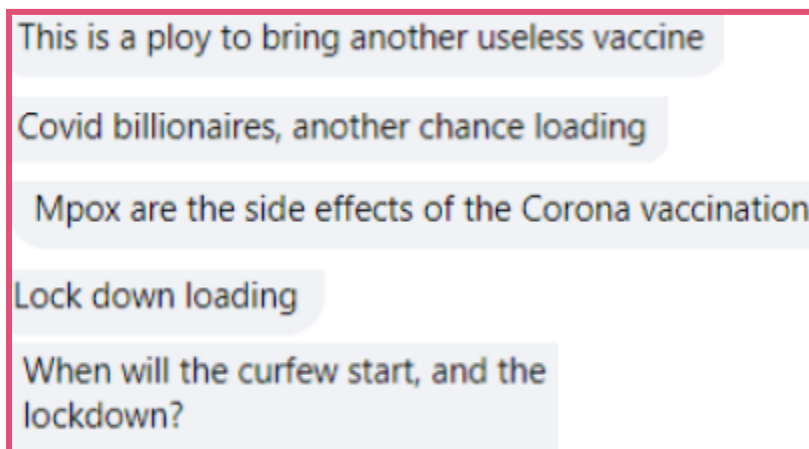 This is a ploy to bring another useless vaccine
Covid billionaires, another chance loading
Mpox are the side effects of the Corona vaccination
Lock down loading
When will the curfew start, and the
lockdown?